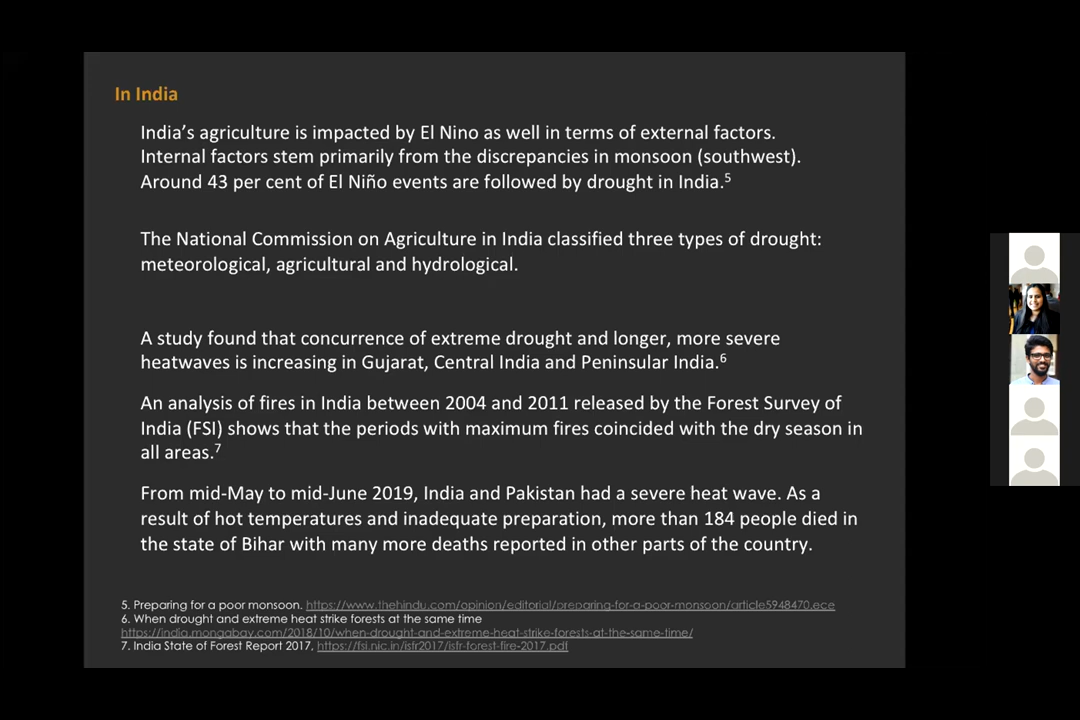 In India
India's agriculture is impacted by El Nino as well in terms of external factors.
Internal factors stem primarily from the discrepancies in monsoon (southwest).
Around 43 per cent of El Niño events are followed by drought in India.5
The National Commission on Agriculture in India classified three types of drought:
meteorological, agricultural and hydrological.
A study found that concurrence of extreme drought and longer, more severe
heatwaves is increasing in Gujarat, Central India and Peninsular India.6
An analysis of fires in India between 2004 and 2011 released by the Forest Survey of
India (FSI) shows that the periods with maximum fires coincided with the dry season in
all areas.7
From mid-May to mid-June 2019, India and Pakistan had a severe heat wave. As a
result of hot temperatures and inadequate preparation, more than 184 people died in
the state of Bihar with many more deaths reported in other parts of the country.
5. Preparing for a poor monsoon. https://www.thehindu.com/opinion/editorial/preparing-for-a-poor-monsoon/article5948470.ece
6. When drought and extreme heat strike forests at the same time
https://india.mongabay.com/2018/10/when-drought-and-extreme-heat-strike-forests-at-the-same-time/
7. India State of Forest Report 2017, https://fsi.nic.in/isfr2017/isfr-forest-fire-2017.pdf